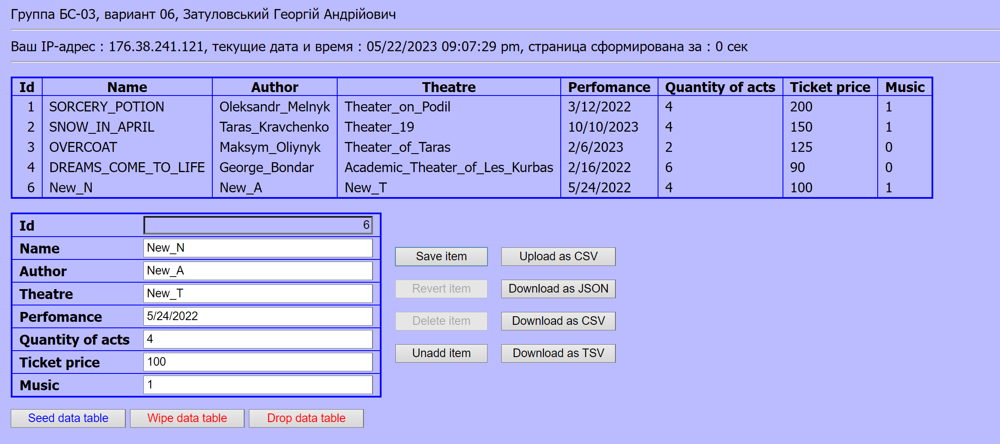 Группа БС-03, вариант 06, Затуловський Георгій Андрійович
Ваш IP-адрес : 176.38.241.121, текущие дата и время : 05/22/2023 09:07:29 pm, страница сформирована за : 0 сек
Id Name Author Theatre Perfomance Quantity of acts Ticket price Music
1 SORCERY_POTION Oleksandr_Melnyk Theater_on_Podil 3/12/2022 4 200 1
2 SNOW_IN_APRIL Taras_Kravchenko Theater_19 10/10/2023 4 150 1
3 OVERCOAT Maksym_Oliynyk Theater_of_Taras 2/6/2023 2 125 0
4 DREAMS_COME_TO_LIFE George_Bondar Academic_Theater_of_Les_Kurbas 2/16/2022 6 90 0
6 New_N New_A New_T 5/24/2022 4 100 1
Id 6
Name New_N
Author New_A
Theatre New_T
Perfomance 5/24/2022
Quantity of acts 4
Ticket price 100
Music 1
Save item Upload as CSV
Revert item Download as JSON
Delete item Download as CSV
Unadd item Download as TSV
Seed data table Wipe data table Drop data table